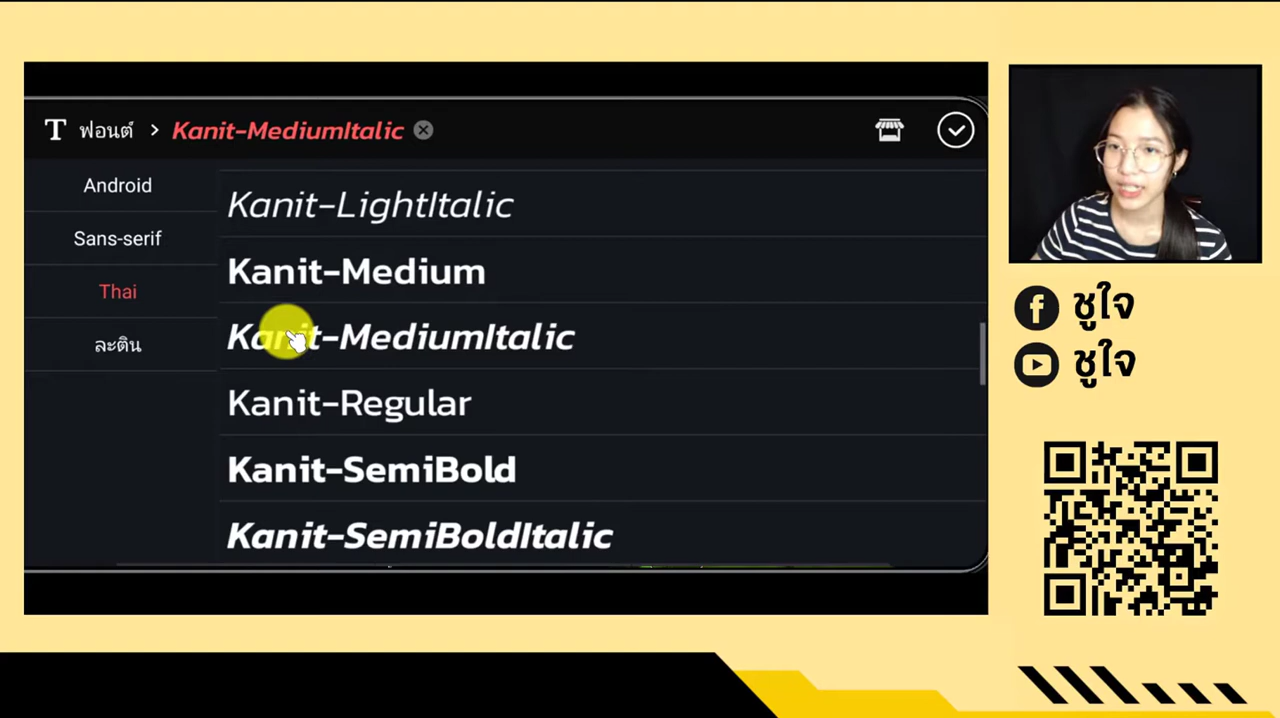 T ฟอนต์ > Kanit-MediumItalic
Android
Sans-serif
Thai
ละติน
Kanit-LightItalic
Kanit-Medium
Kanit-MediumItalic
Kanit-Regular
Kanit-SemiBold
Kanit-SemiBoldItalic
ชูใจ
ชูใจ